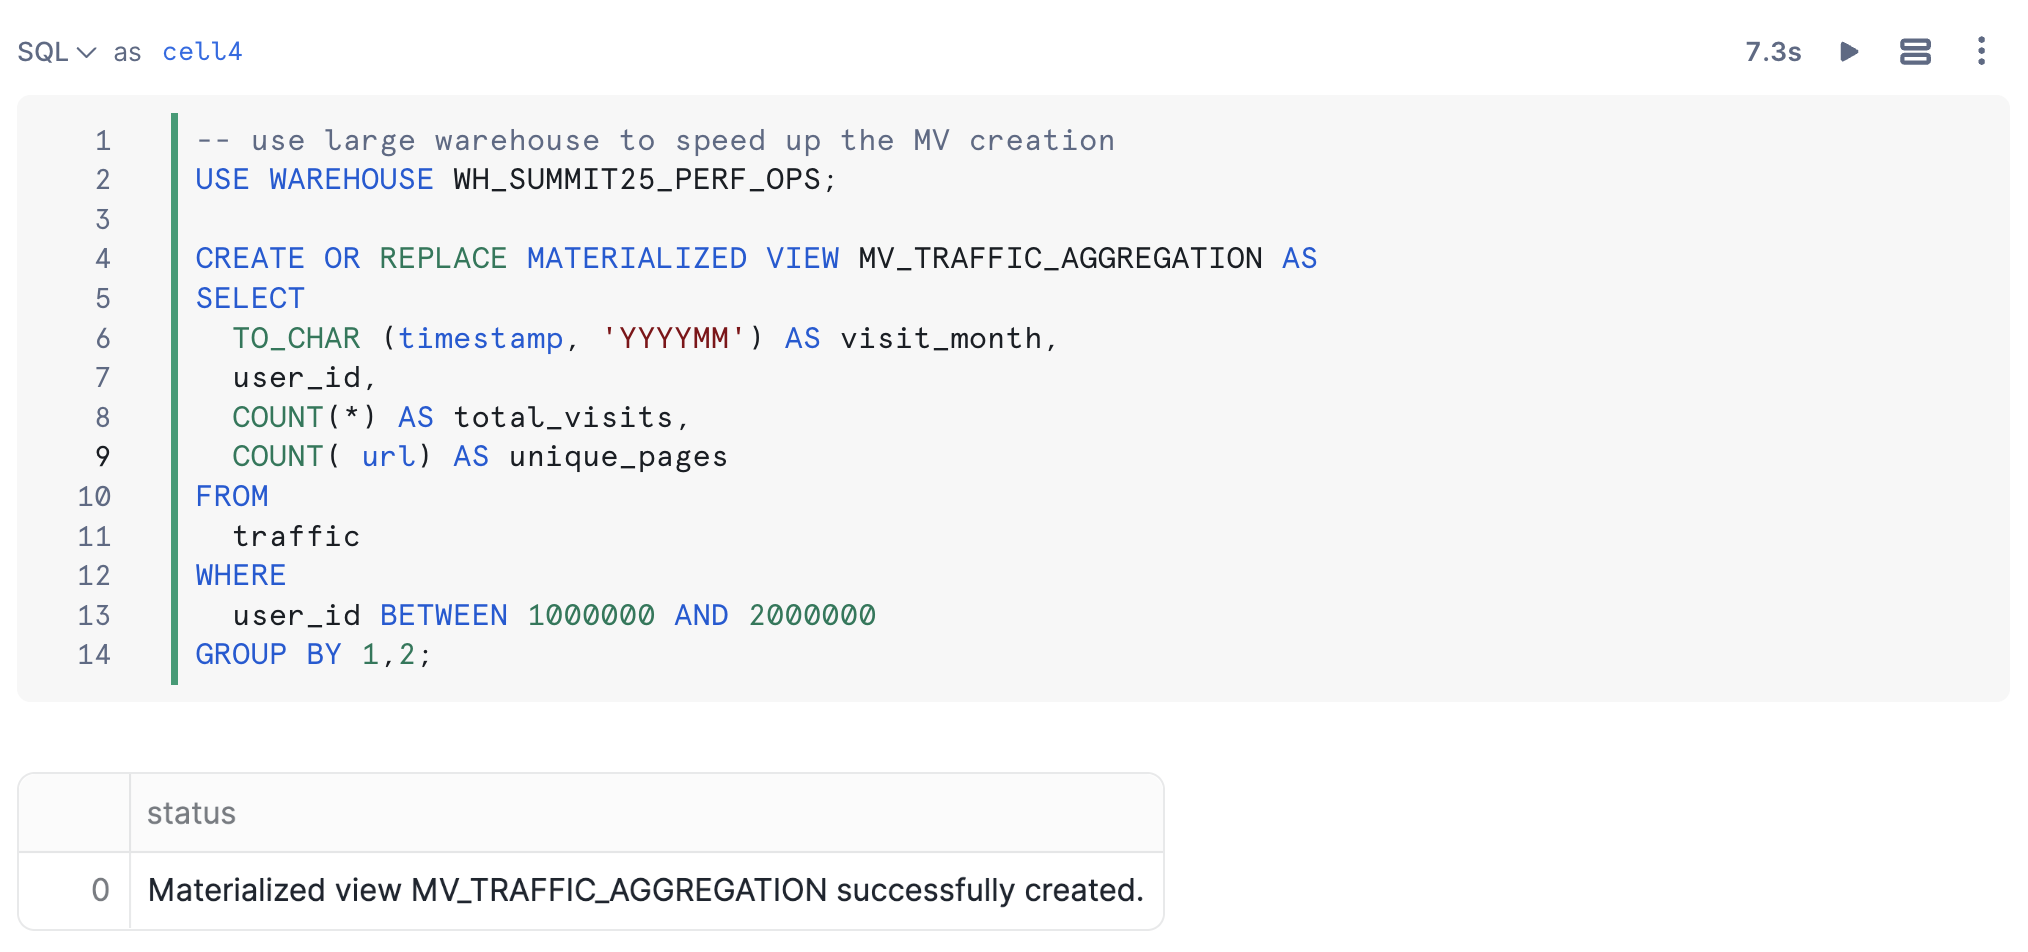 SQL as cell4 7.3s
1 -- use large warehouse to speed up the MV creation
2 USE WAREHOUSE WH_SUMMIT25_PERF_OPS;
3
4 CREATE OR REPLACE MATERIALIZED VIEW MV_TRAFFIC_AGGREGATION AS
5 SELECT
6 TO_CHAR (timestamp, 'YYYYMM') AS visit_month,
7 user_id,
8 COUNT(*) AS total_visits,
9 COUNT( url) AS unique_pages
10 FROM
11 traffic
12 WHERE
13 user_id BETWEEN 1000000 AND 2000000
14 GROUP BY 1,2;
status
0 Materialized view MV_TRAFFIC_AGGREGATION successfully created.